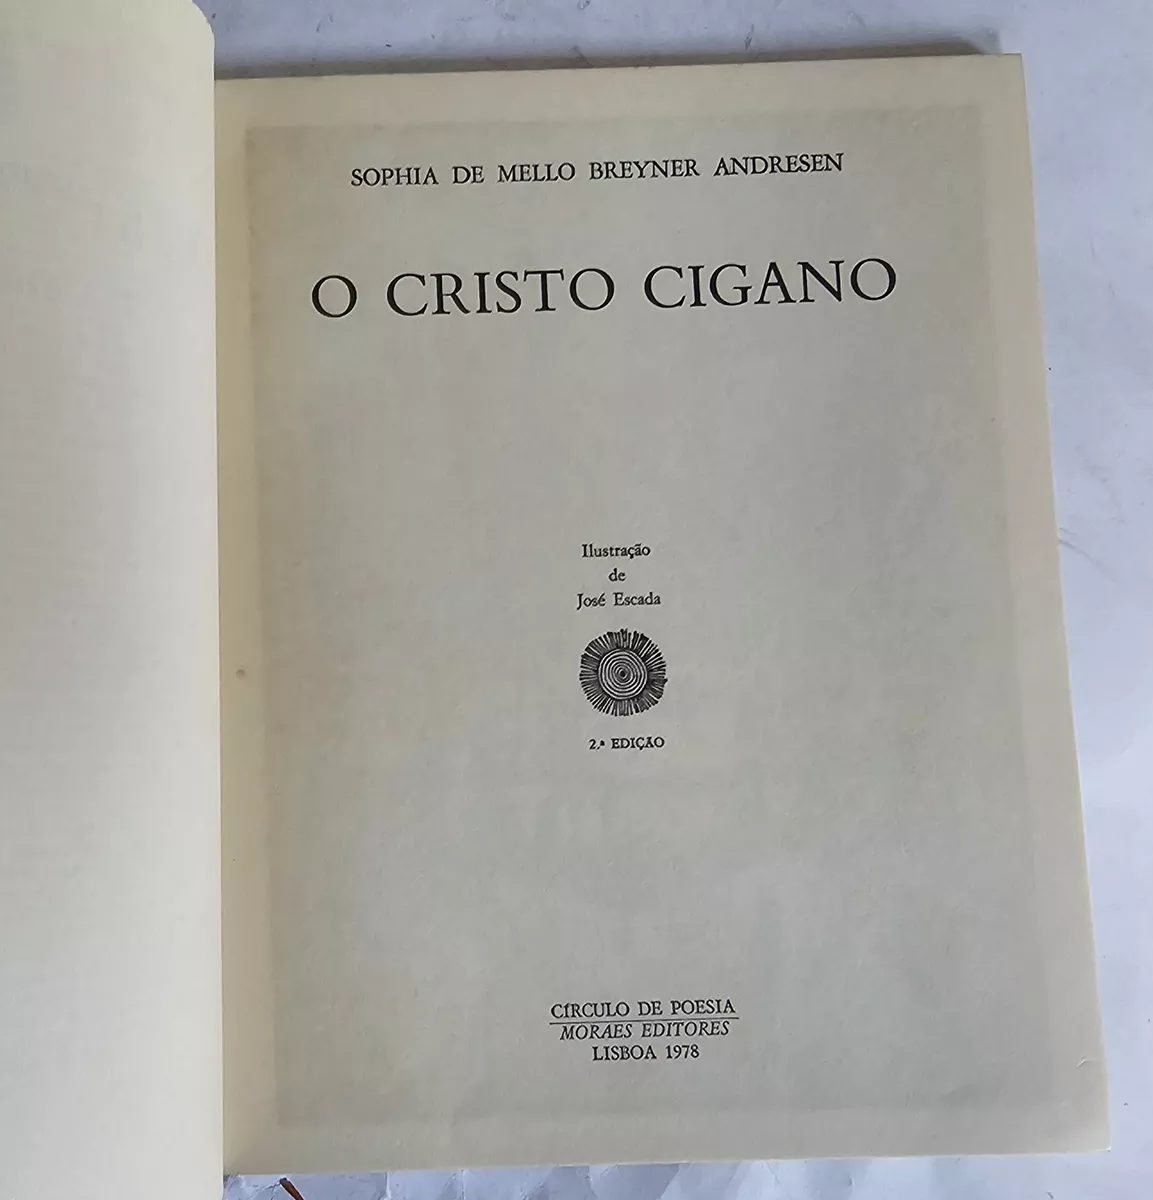 SOPHIA DE MELLO BREYNER ANDRESEN
O CRISTO CIGANO
Ilustração
de
José Escada
2.ª EDIÇÃO
CÍRCULO DE POESIA
MORAES EDITORES
LISBOA 1978